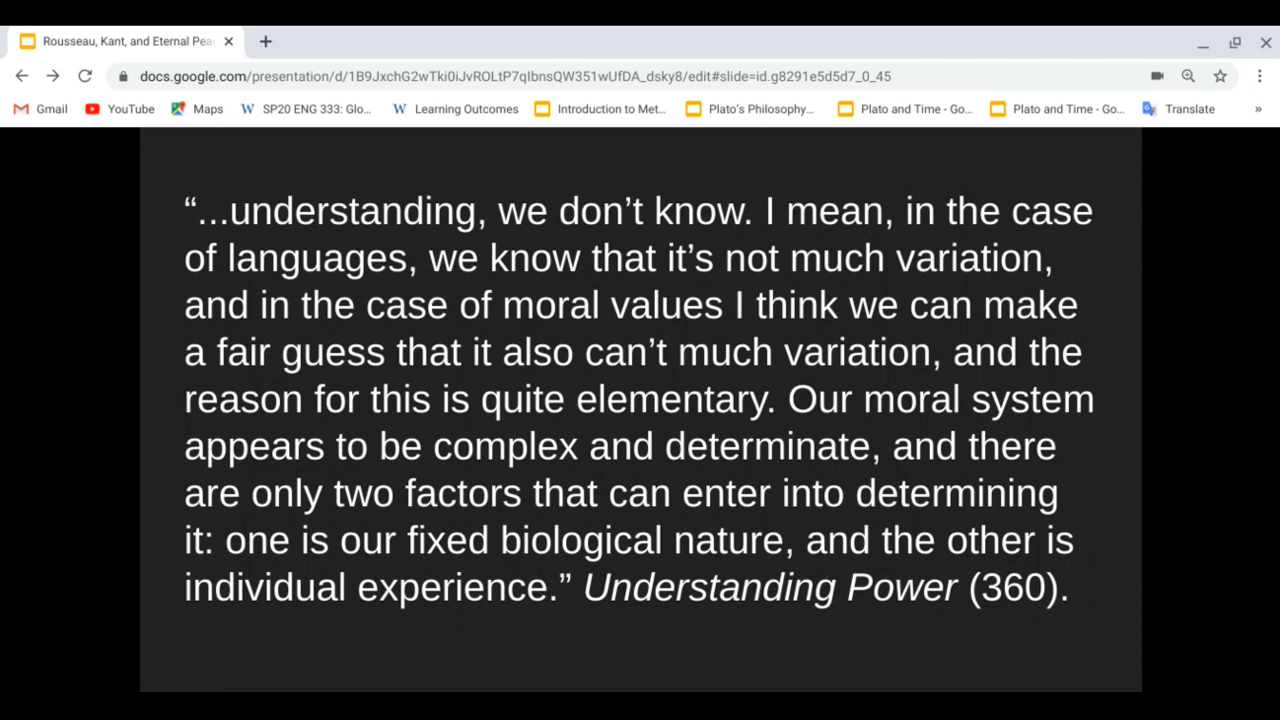 Rousseau, Kant, and Eternal Pea
docs.google.com/presentation/d/1B9JxchG2wTki0iJvROLtP7qIbnsQW351wUfDA_dsky8/edit#slide=id.g8291e5d5d7_0_45
Gmail YouTube Maps SP20 ENG 333: Glo... Learning Outcomes Introduction to Met... Plato's Philosophy... Plato and Time - Go... Plato and Time - Go... Translate »
“...understanding, we don’t know. I mean, in the case
of languages, we know that it’s not much variation,
and in the case of moral values I think we can make
a fair guess that it also can’t much variation, and the
reason for this is quite elementary. Our moral system
appears to be complex and determinate, and there
are only two factors that can enter into determining
it: one is our fixed biological nature, and the other is
individual experience.” Understanding Power (360).